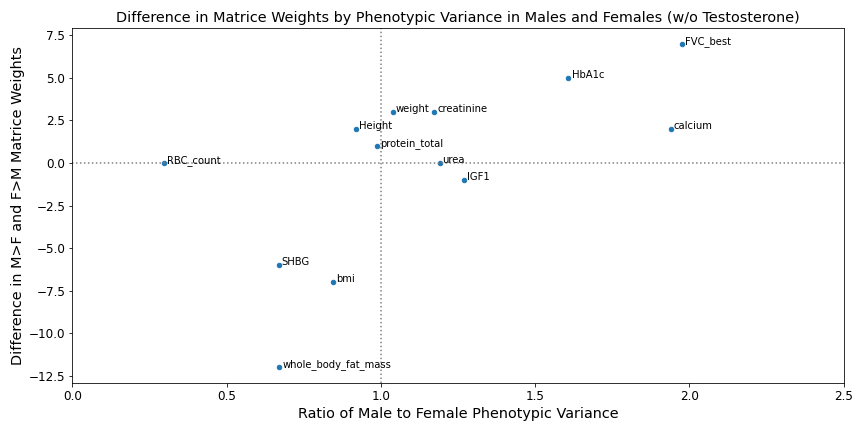 Difference in Matrice Weights by Phenotypic Variance in Males and Females (w/o Testosterone)
Difference in M>F and F>M Matrice Weights
7.5
5.0
2.5
0.0
−2.5
−5.0
−7.5
−10.0
−12.5
FVC_best
HbA1c
weight
creatinine
Height
calcium
protein_total
RBC_count
urea
IGF1
SHBG
bmi
whole_body_fat_mass
0.0
0.5
1.0
1.5
2.0
2.5
Ratio of Male to Female Phenotypic Variance